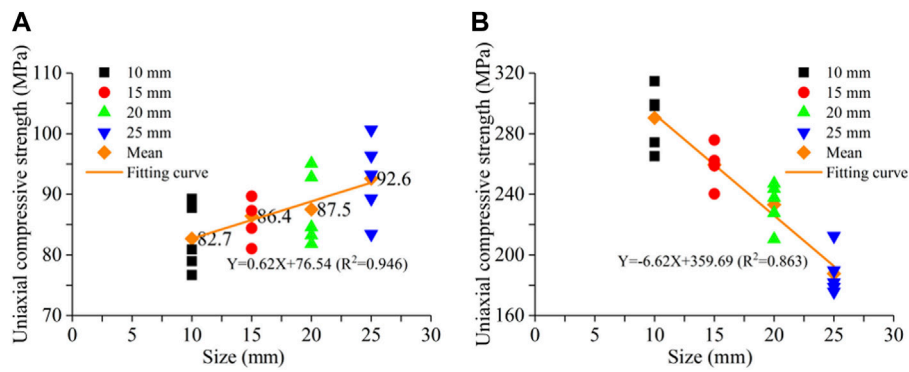 A
Uniaxial compressive strength (MPa)
110
100
90
80
70
10 mm
15 mm
20 mm
25 mm
Mean
Fitting curve
82.7
86.4
87.5
92.6
Y=0.62X+76.54 (R²=0.946)
0 5 10 15 20 25 30
Size (mm)
B
Uniaxial compressive strength (MPa)
320
280
240
200
160
10 mm
15 mm
20 mm
25 mm
Mean
Fitting curve
Y=-6.62X+359.69 (R²=0.863)
0 5 10 15 20 25 30
Size (mm)